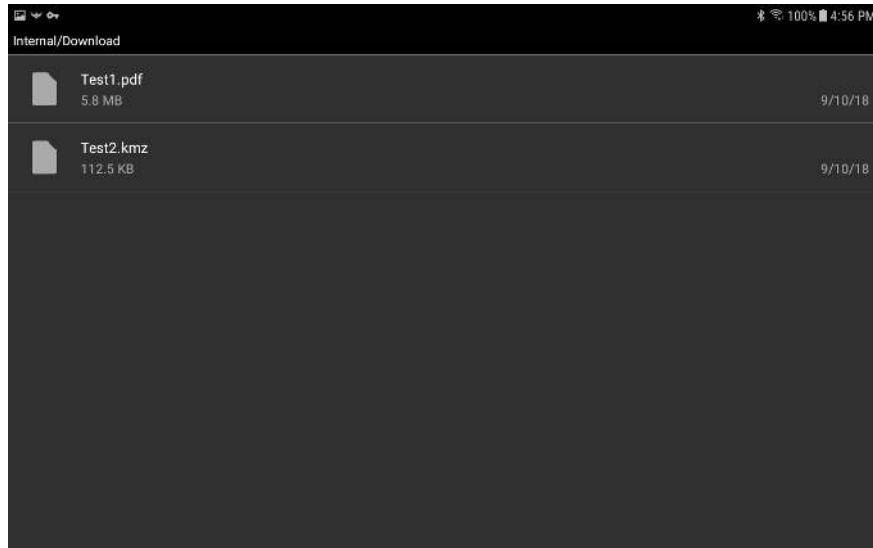 100% 4:56 PM
Internal/Download
Test1.pdf
5.8 MB
9/10/18
Test2.kmz
112.5 KB
9/10/18